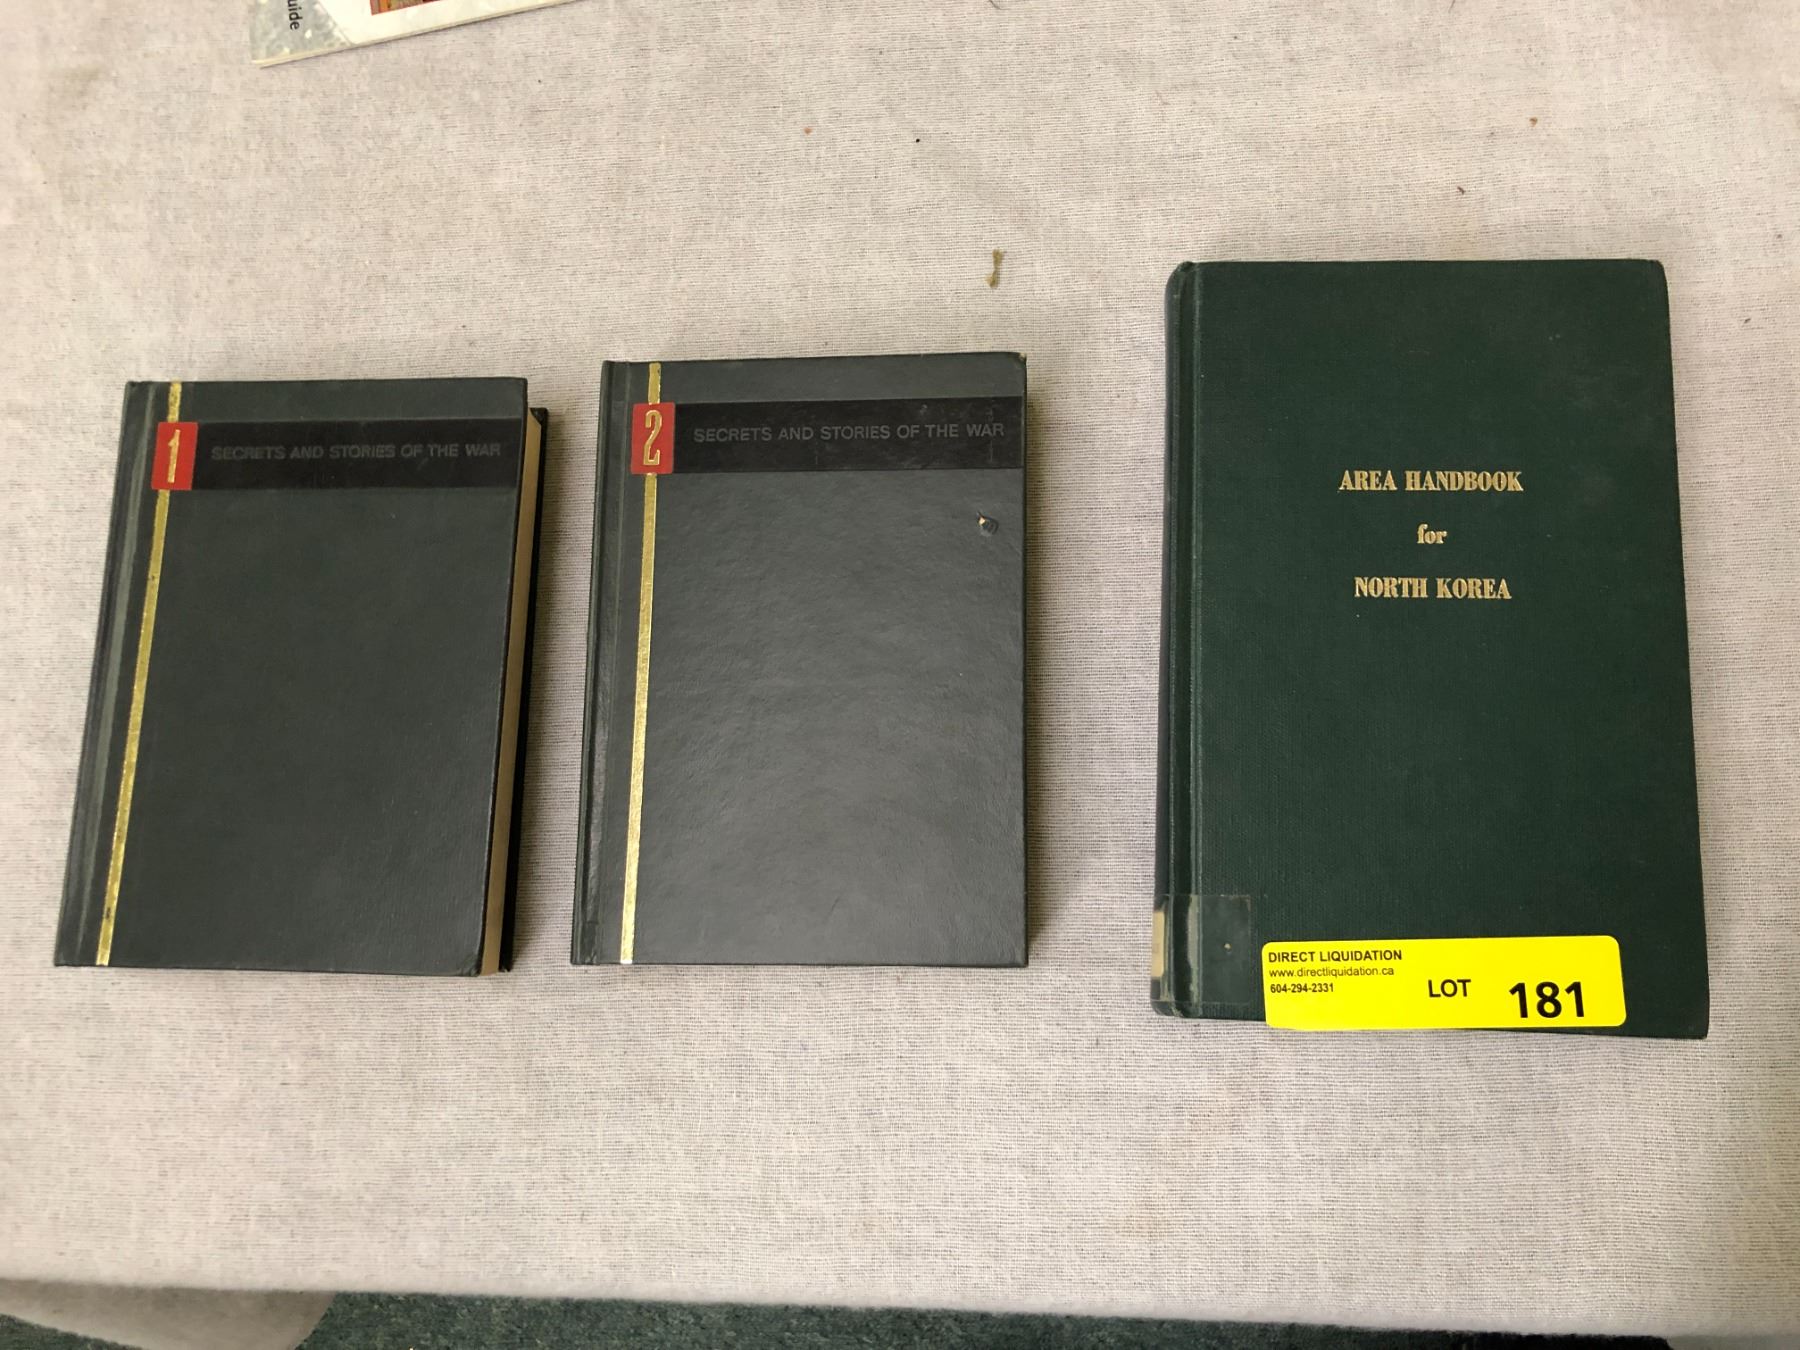 uide
1
SECRETS AND STORIES OF THE WAR
2
SECRETS AND STORIES OF THE WAR
AREA HANDBOOK
for
NORTH KOREA
DIRECT LIQUIDATION
www.directliquidation.ca
604-294-2331
LOT 181